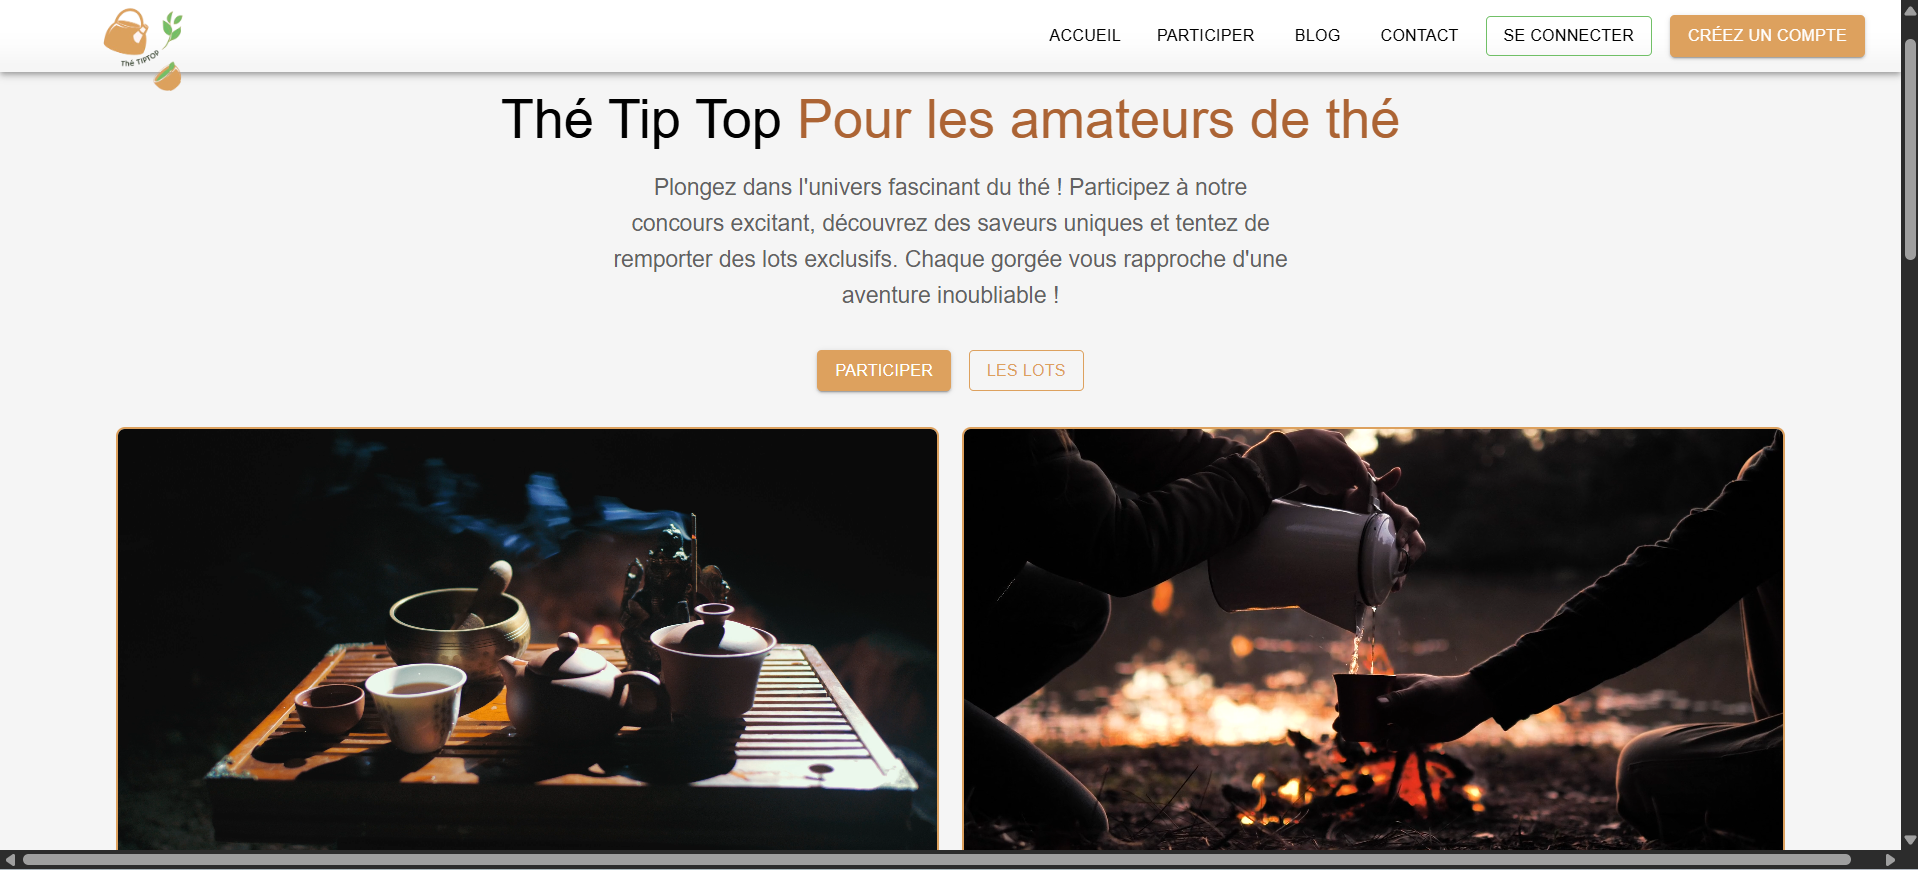 Thé TIPTOP
ACCUEIL PARTICIPER BLOG CONTACT SE CONNECTER CRÉEZ UN COMPTE
Thé Tip Top Pour les amateurs de thé
Plongez dans l'univers fascinant du thé ! Participez à notre
concours excitant, découvrez des saveurs uniques et tentez de
remporter des lots exclusifs. Chaque gorgée vous rapproche d'une
aventure inoubliable !
PARTICIPER LES LOTS